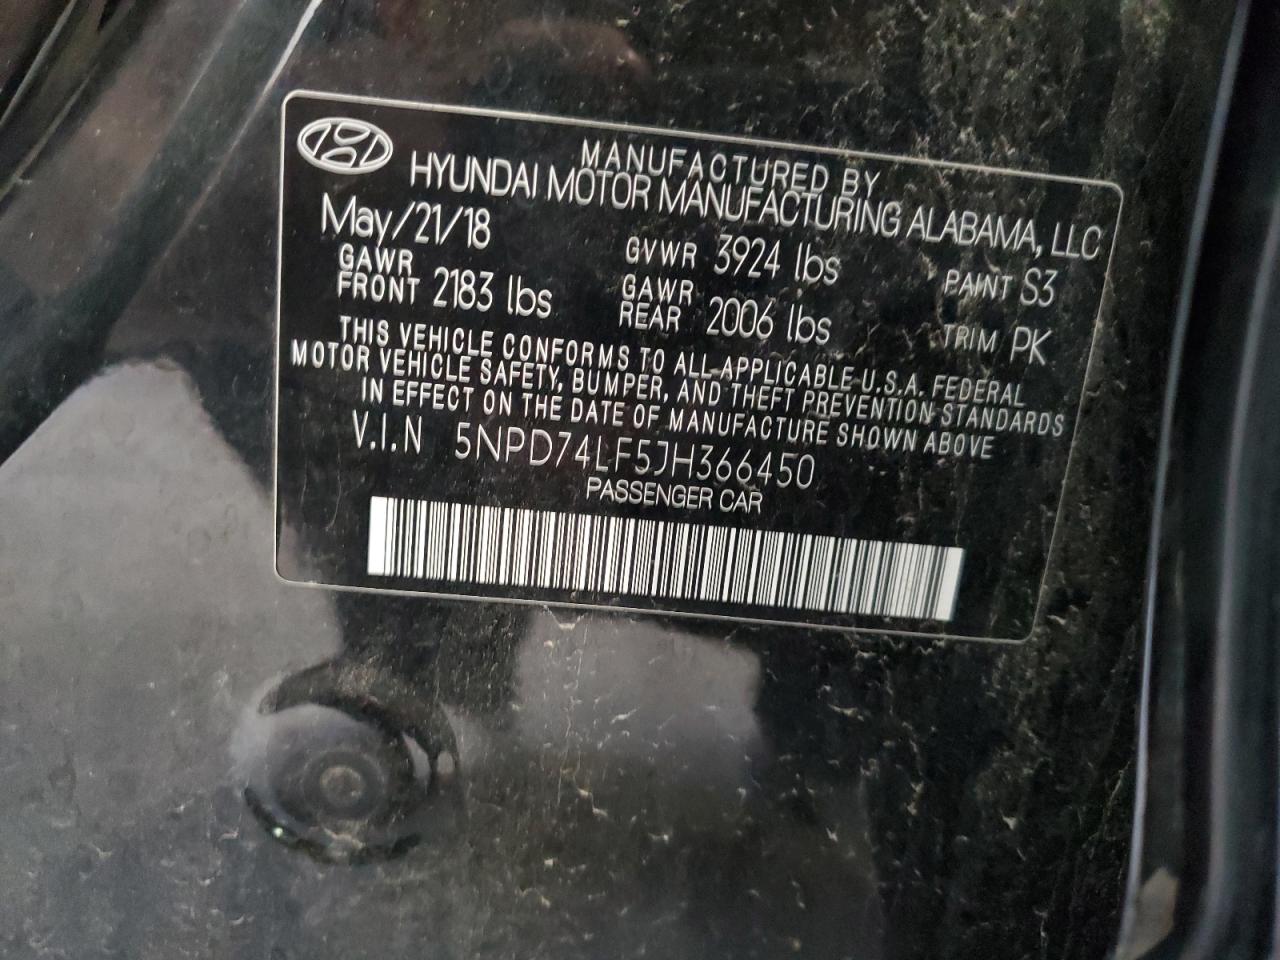 MANUFACTURED BY
HYUNDAI MOTOR MANUFACTURING ALABAMA, LLC
May/21/18 GVWR 3924 lbs PAINT S3
GAWR FRONT 2183 lbs GAWR REAR 2006 lbs TRIM PK
THIS VEHICLE CONFORMS TO ALL APPLICABLE U.S.A. FEDERAL
MOTOR VEHICLE SAFETY, BUMPER, AND THEFT PREVENTION STANDARDS
IN EFFECT ON THE DATE OF MANUFACTURE SHOWN ABOVE
V.I.N 5NPD74LF5JH366450
PASSENGER CAR